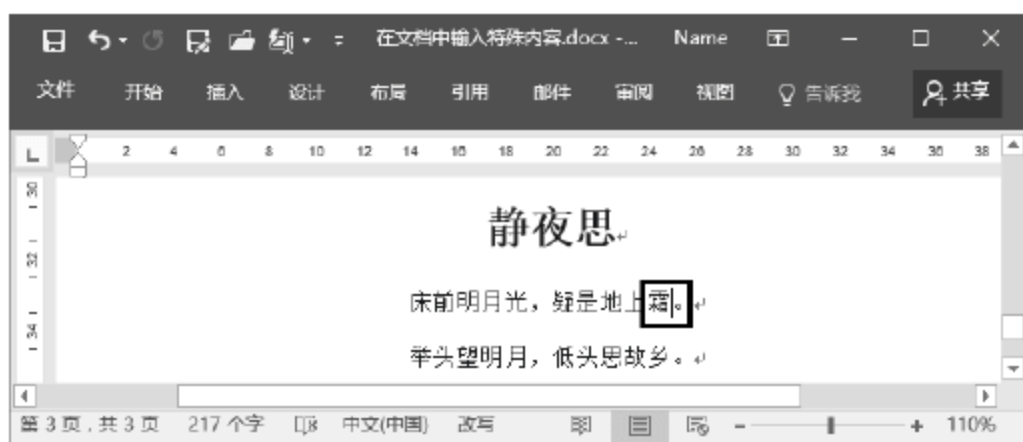 在文档中输入特殊内容.docx -... Name
文件 开始 插入 设计 布局 引用 邮件 审阅 视图 告诉我 共享
L 2 4 6 8 10 12 14 16 18 20 22 24 26 28 30 32 34 36 38
30
32
34
静夜思
床前明月光，疑是地上霜。
举头望明月，低头思故乡。
第 3 页，共 3 页 217 个字 中文(中国) 改写 - + 110%